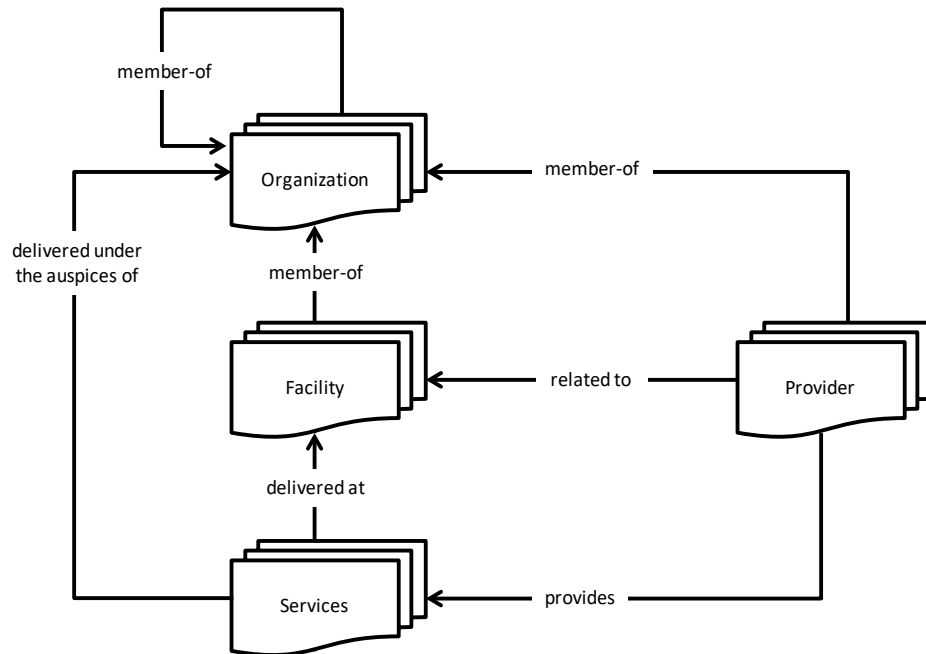 member-of
Organization
member-of
delivered under
the auspices of
member-of
Facility
related to
Provider
delivered at
Services
provides